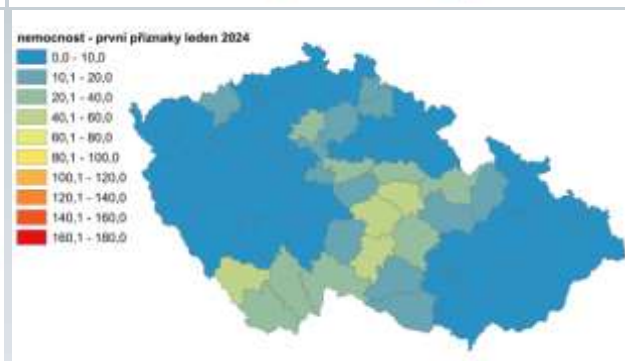 nemocnost - první příznaky leden 2024
0,0 - 10,0
10,1 - 20,0
20,1 - 40,0
40,1 - 60,0
60,1 - 80,0
80,1 - 100,0
100,1 - 120,0
120,1 - 140,0
140,1 - 160,0
160,1 - 180,0